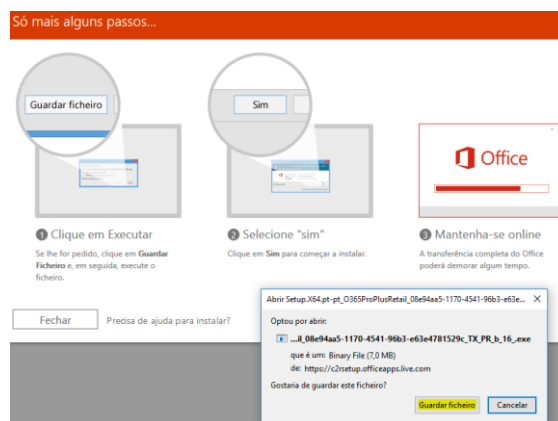 Só mais alguns passos...
Guardar ficheiro
Sim
Office
1 Clique em Executar
Se lhe for pedido, clique em Guardar
Ficheiro e, em seguida, execute o
ficheiro.
2 Selecione "sim"
Clique em Sim para começar a instalar.
3 Mantenha-se online
A transferência completa do Office
poderá demorar algum tempo.
Fechar
Precisa de ajuda para instalar?
Abrir Setup.X64.pt-pt_O365ProPlusRetail_08e94aa5-1170-4541-96b3-e63e...
Optou por abrir:
...il_08e94aa5-1170-4541-96b3-e63e4781529c_TX_PR_b_16_.exe
que é um: Binary File (7,0 MB)
de: https://c2rsetup.officeapps.live.com
Gostaria de guardar este ficheiro?
Guardar ficheiro
Cancelar